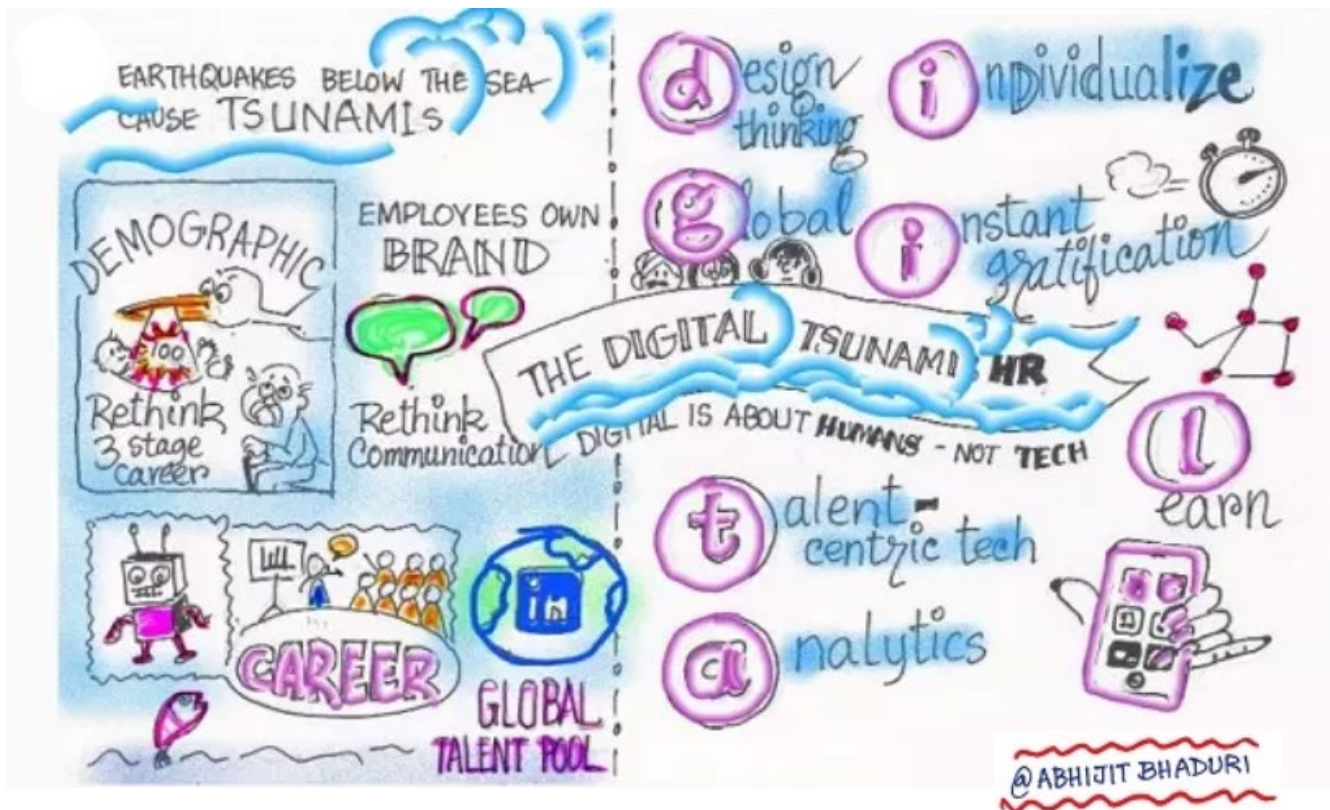 EARTHQUAKES BELOW THE SEA
CAUSE TSUNAMIs
DEMOGRAPHIC
100
Rethink
3 stage
career
EMPLOYEES OWN
BRAND
Rethink
Communication
CAREER
in
GLOBAL
TALENT POOL
design
thinking
individualize
global
instant
gratification
THE DIGITAL TSUNAMI HR
DIGITAL IS ABOUT HUMANS - NOT TECH
learn
talent-
centric tech
analytics
@ABHIJIT BHADURI